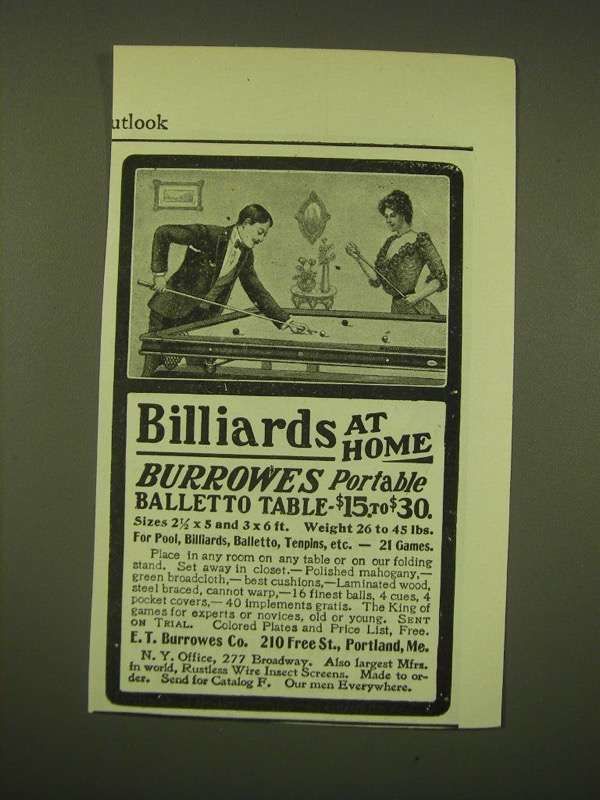 utlook
Billiards AT HOME
BURROWES Portable
BALLETTO TABLE-$15. TO $30.
Sizes 2½ x 5 and 3 x 6 ft. Weight 26 to 45 lbs.
For Pool, Billiards, Balletto, Tenpins, etc. — 21 Games.
Place in any room on any table or on our folding
stand. Set away in closet.—Polished mahogany,—
green broadcloth,—best cushions,—Laminated wood,
steel braced, cannot warp,—16 finest balls, 4 cues, 4
pocket covers,—40 implements gratis. The King of
games for experts or novices, old or young. SENT
ON TRIAL. Colored Plates and Price List, Free.
E. T. Burrowes Co. 210 Free St., Portland, Me.
N. Y. Office, 277 Broadway. Also largest Mfrs.
in world, Rustless Wire Insect Screens. Made to or-
der. Send for Catalog F. Our men Everywhere.